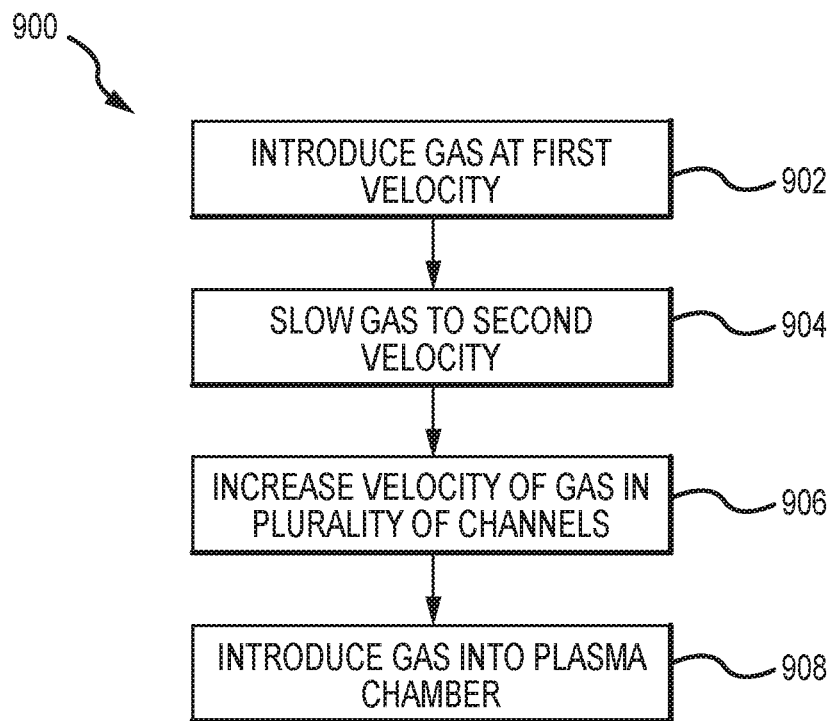 900
INTRODUCE GAS AT FIRST
VELOCITY
902
SLOW GAS TO SECOND
VELOCITY
904
INCREASE VELOCITY OF GAS IN
PLURALITY OF CHANNELS
906
INTRODUCE GAS INTO PLASMA
CHAMBER
908